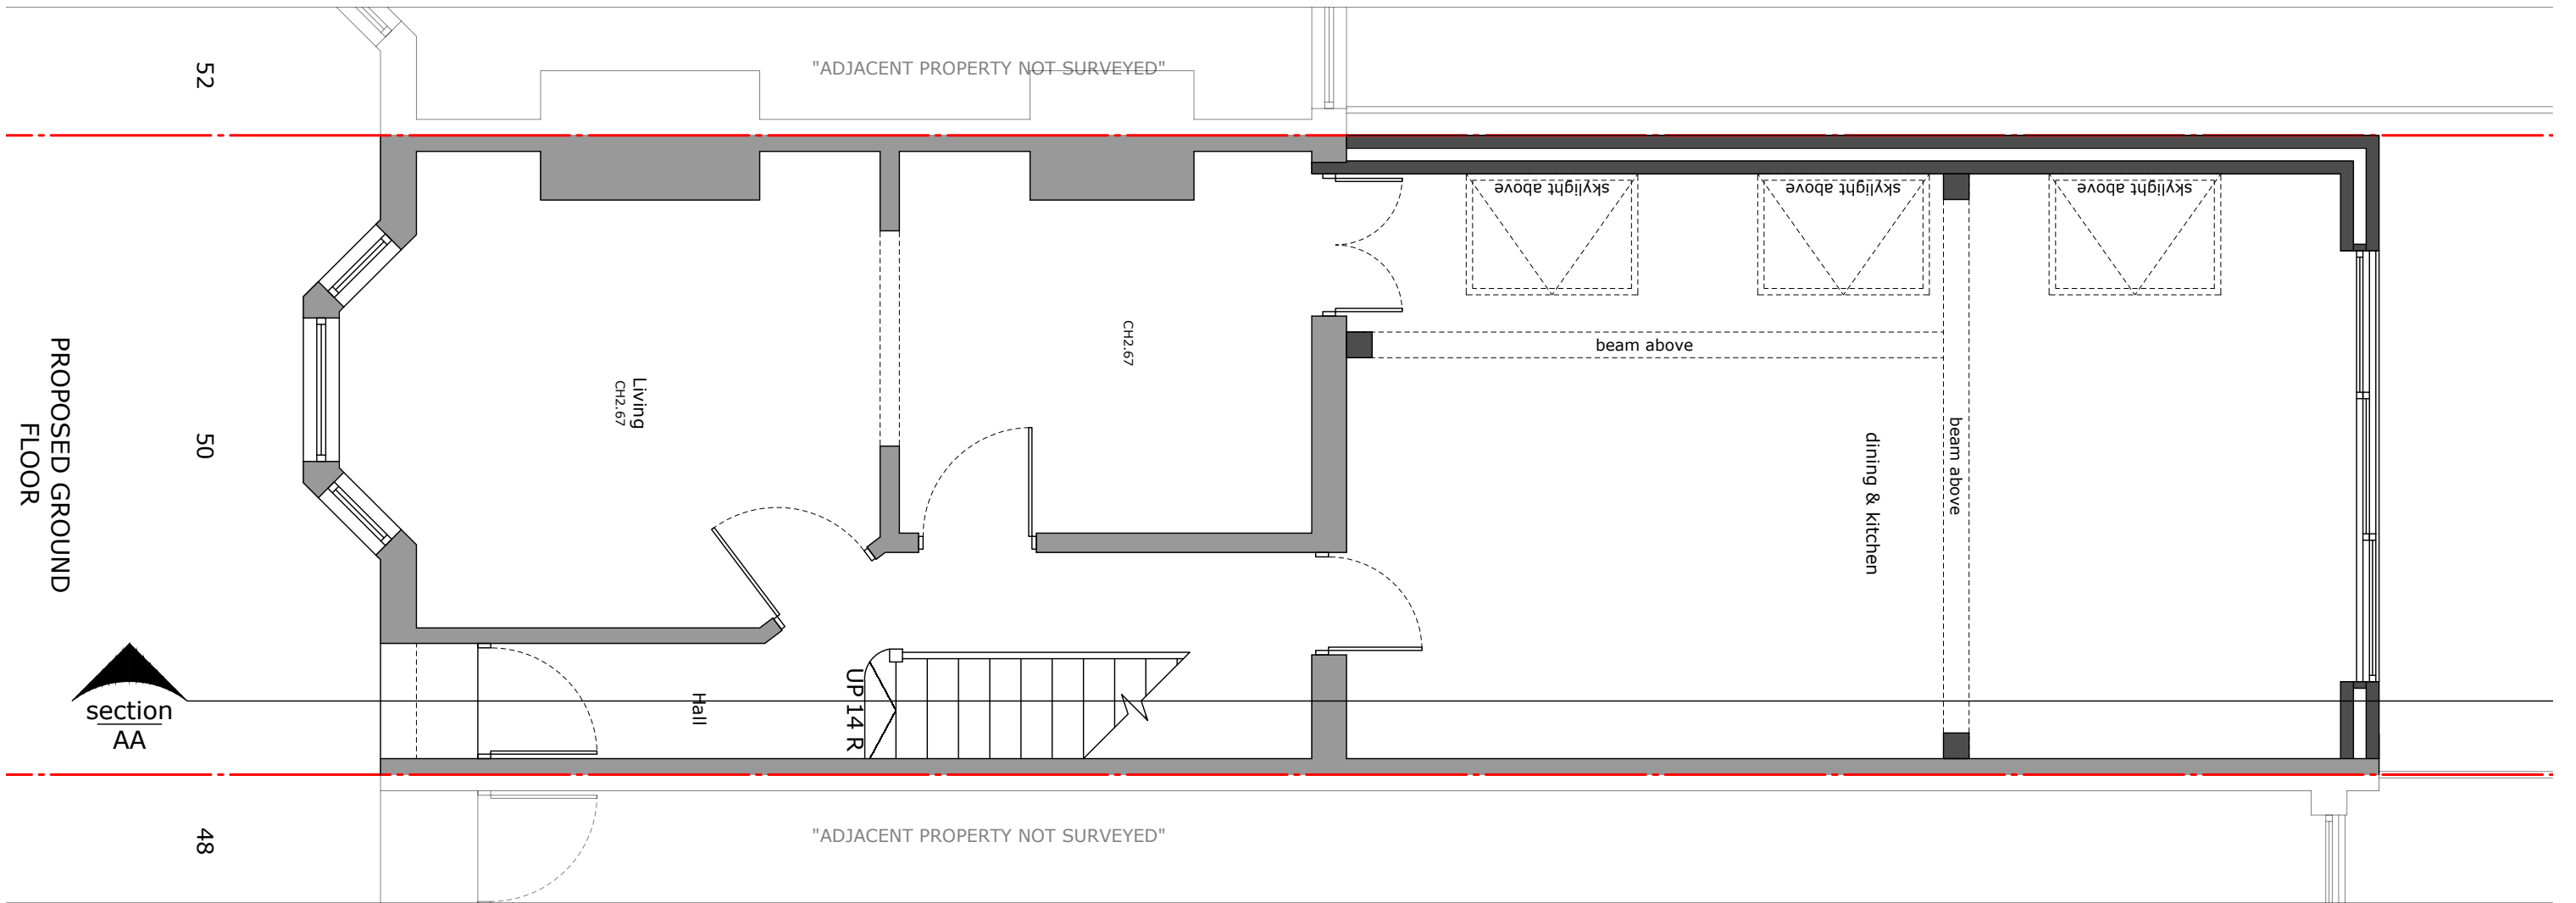 "ADJACENT PROPERTY NOT SURVEYED"
52
skylight above
skylight above
skylight above
CH2.67
beam above
Living
CH2.67
PROPOSED GROUND
FLOOR
50
dining & kitchen
beam above
section
AA
Hall
UP 14 R
48
"ADJACENT PROPERTY NOT SURVEYED"